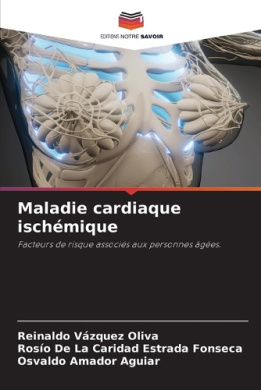 EDITIONS NOTRE SAVOIR
Maladie cardiaque
ischémique
Facteurs de risque associés aux personnes âgées.
Reinaldo Vázquez Oliva
Rosío De La Caridad Estrada Fonseca
Osvaldo Amador Aguiar